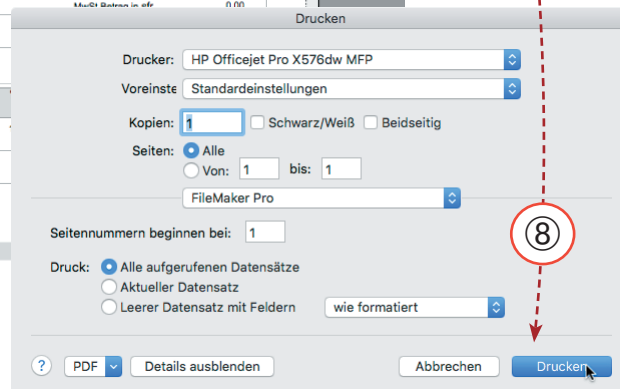 MwSt Betrag in sfr 0.00
Drucken
Drucker: HP Officejet Pro X576dw MFP
Voreinste Standardeinstellungen
Kopien: 1 Schwarz/Weiß Beidseitig
Seiten: Alle
Von: 1 bis: 1
FileMaker Pro
Seitennummern beginnen bei: 1
8
Druck: Alle aufgerufenen Datensätze
Aktueller Datensatz
Leerer Datensatz mit Feldern wie formatiert
? PDF Details ausblenden Abbrechen Drucken